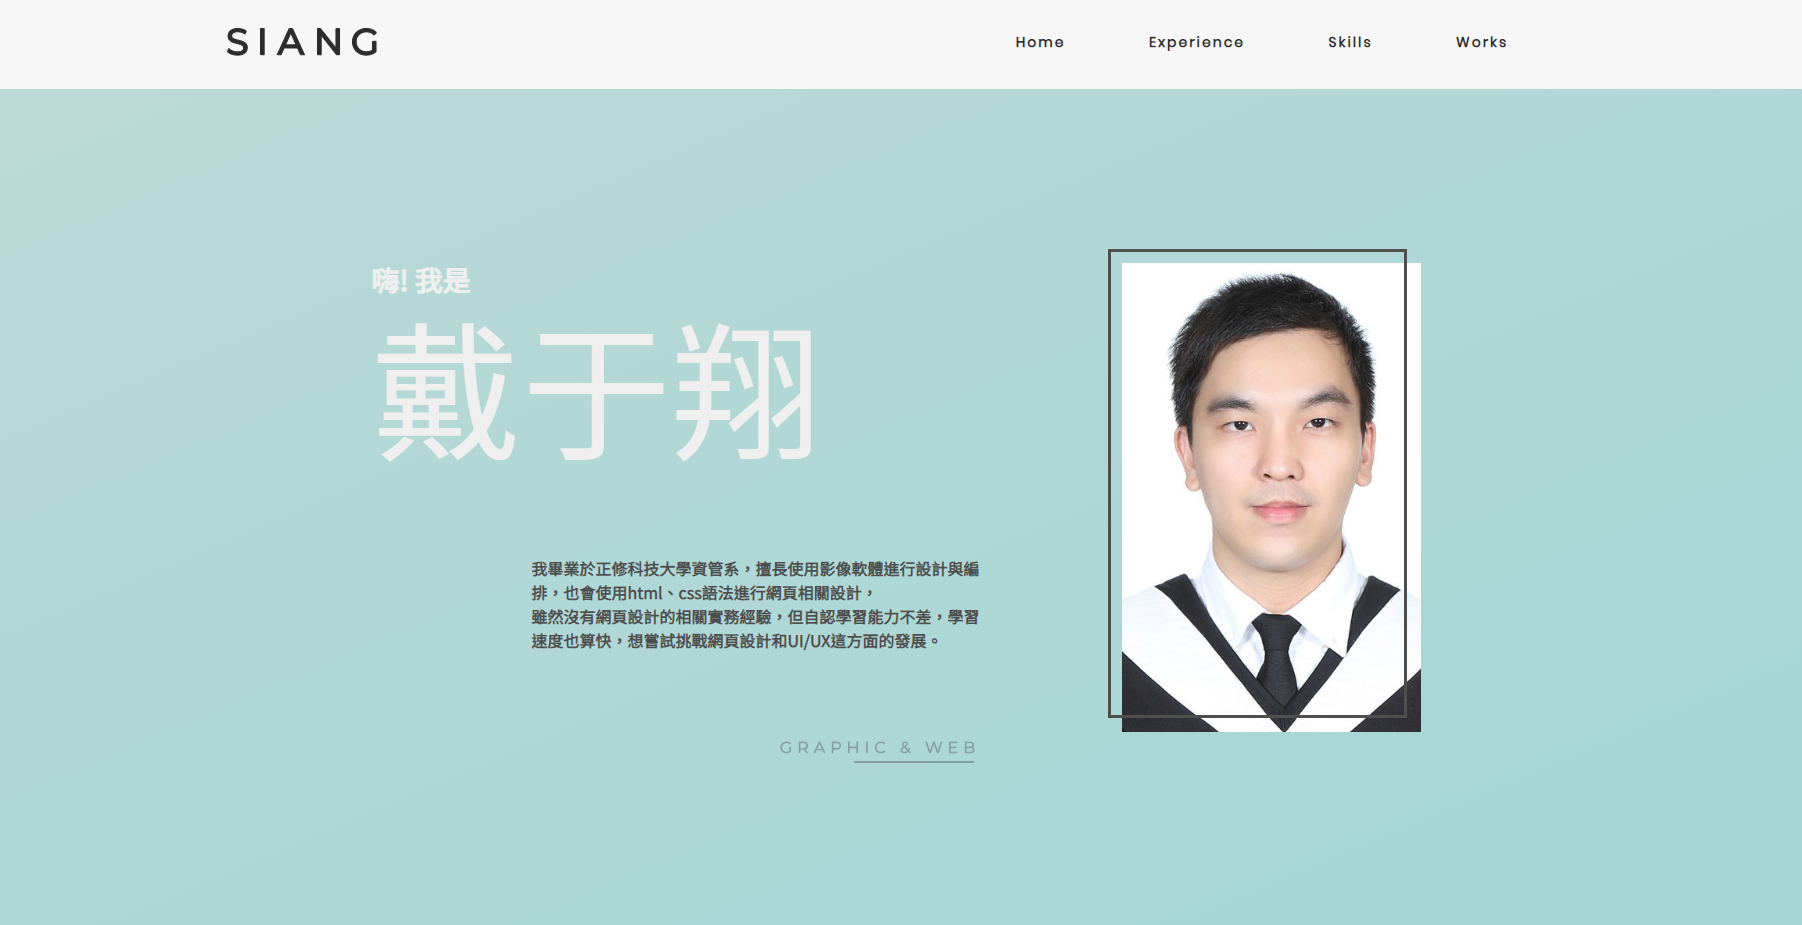 SIANG
Home
Experience
Skills
Works
嗨! 我是
戴于翔
我畢業於正修科技大學資管系，擅長使用影像軟體進行設計與編
排，也會使用html、css語法進行網頁相關設計，
雖然沒有網頁設計的相關實務經驗，但自認學習能力不差，學習
速度也算快，想嘗試挑戰網頁設計和UI/UX這方面的發展。
GRAPHIC & WEB